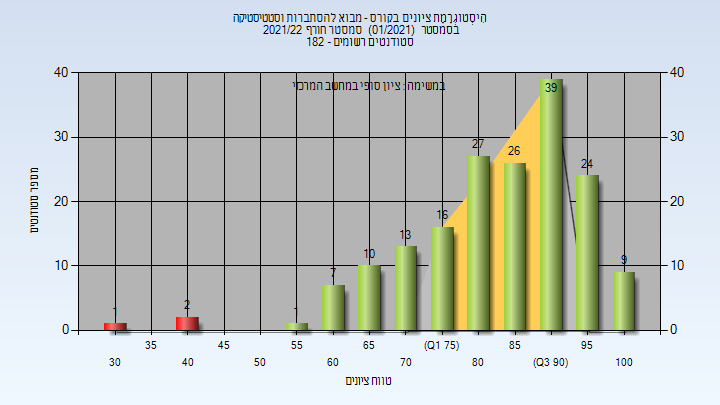 היסטוגרמת ציונים בקורס - מבוא להסתברות וסטטיסטיקה
בסמסטר (01/2021) סמסטר חורף 2021/22
סטודנטים רשומים - 182
במשימה : ציון סופי במחשב המרכזי
40 40
30 30
20 20
10 10
0 0
1 2 1 7 10 13 16 27 26 39 24 9
מספר סטודנטים
35 45 55 65 (Q1 75) 85 95
30 40 50 60 70 80 (Q3 90) 100
טווח ציונים